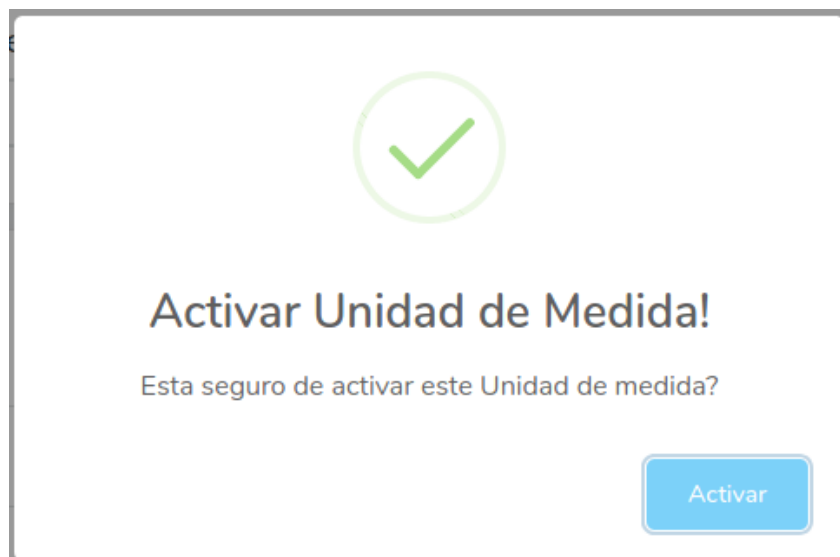 Activar Unidad de Medida!
Esta seguro de activar este Unidad de medida?
Activar